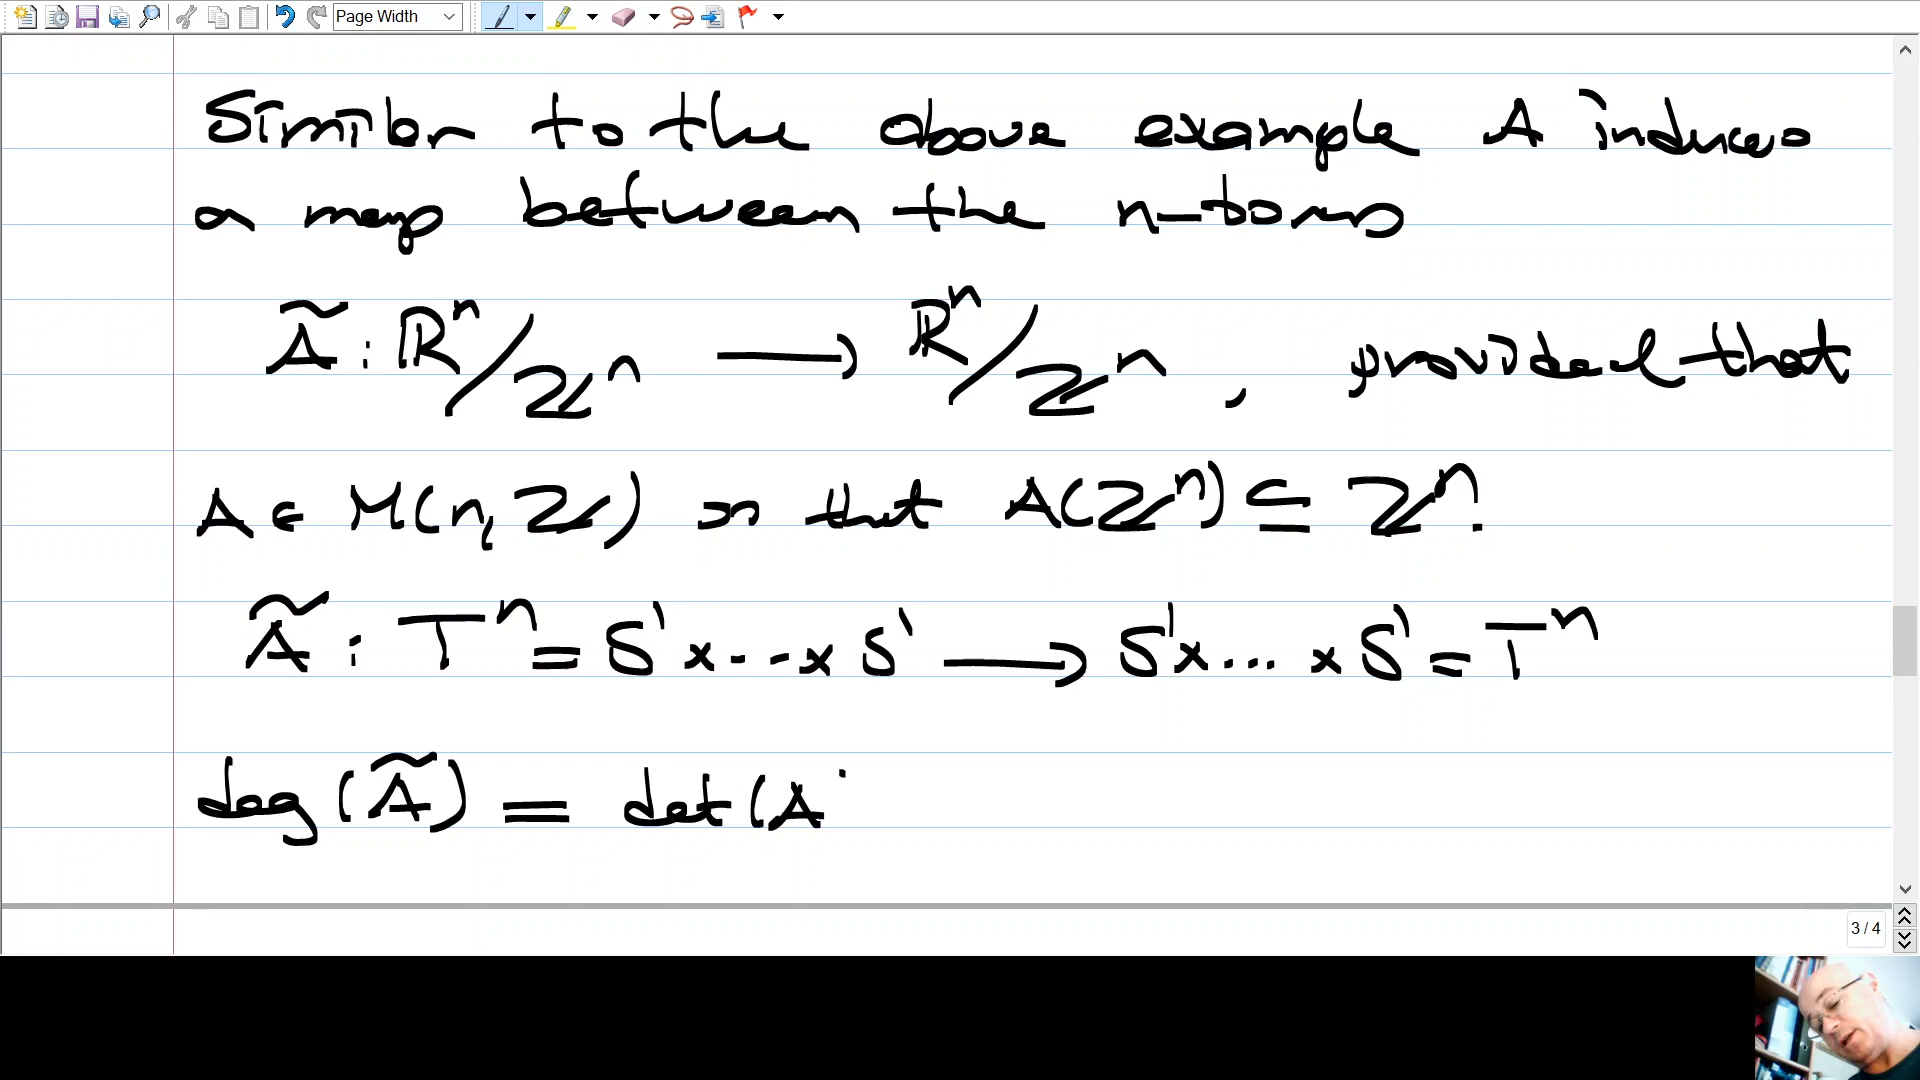 Page Width
Similar to the above example A induces
a map between the n-torus
Ã : ℝⁿ/ℤⁿ ⟶ ℝⁿ/ℤⁿ , provided that
A ∈ M(n, ℤ) so that A(ℤⁿ) ⊆ ℤⁿ.
Ã : Tⁿ = S¹ x - - x S¹ ⟶ S¹ x ... x S¹ = Tⁿ
deg(Ã) = det(A
3 / 4